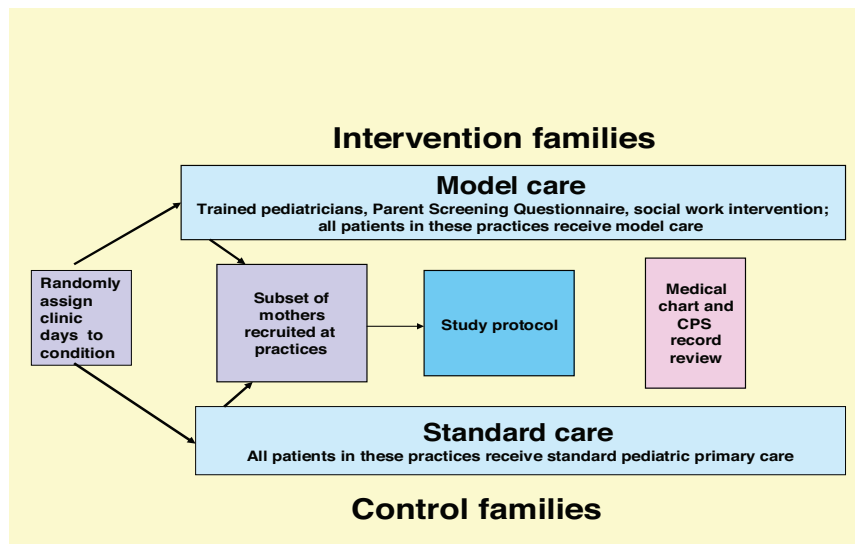 Intervention families
Model care
Trained pediatricians, Parent Screening Questionnaire, social work intervention;
all patients in these practices receive model care
Randomly
assign
clinic
days to
condition
Subset of
mothers
recruited at
practices
Study protocol
Medical
chart and
CPS
record
review
Standard care
All patients in these practices receive standard pediatric primary care
Control families